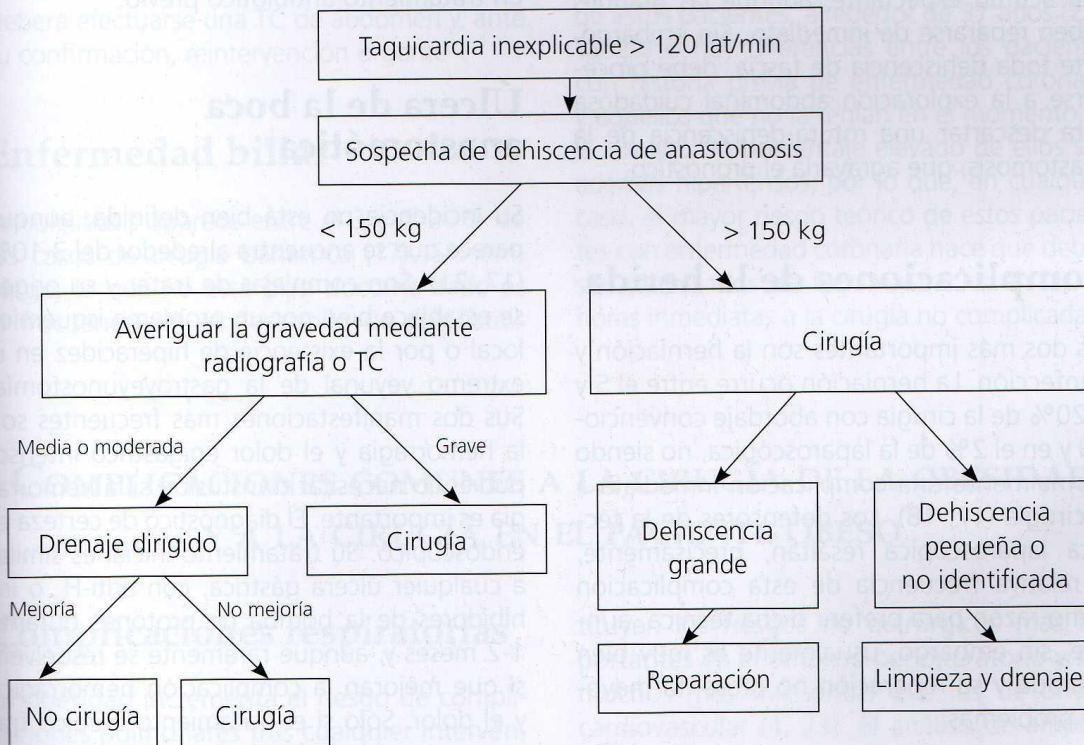 Taquicardia inexplicable > 120 lat/min
Sospecha de dehiscencia de anastomosis
< 150 kg
> 150 kg
Averiguar la gravedad mediante
radiografía o TC
Cirugía
Media o moderada
Grave
Drenaje dirigido
Cirugía
Dehiscencia
grande
Dehiscencia
pequeña o
no identificada
Mejoría
No mejoría
No cirugía
Cirugía
Reparación
Limpieza y drenaje